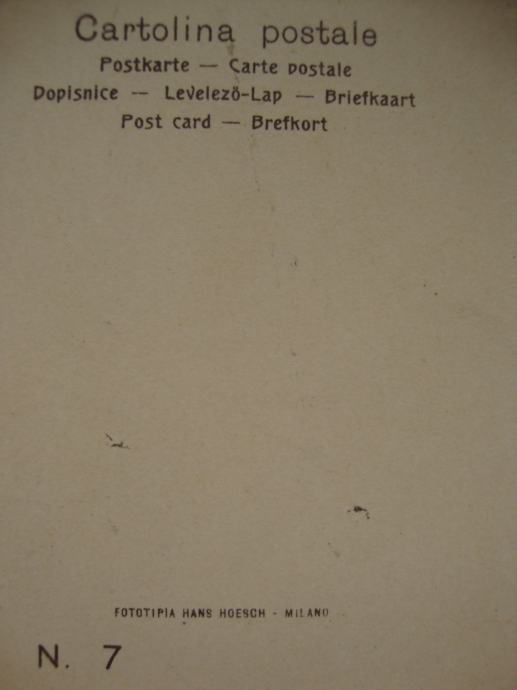 Cartolina postale
Postkarte — Carte postale
Dopisnice — Levelező-Lap — Briefkaart
Post card — Brefkort
FOTOTIPIA HANS HOESCH - MILANO
N. 7